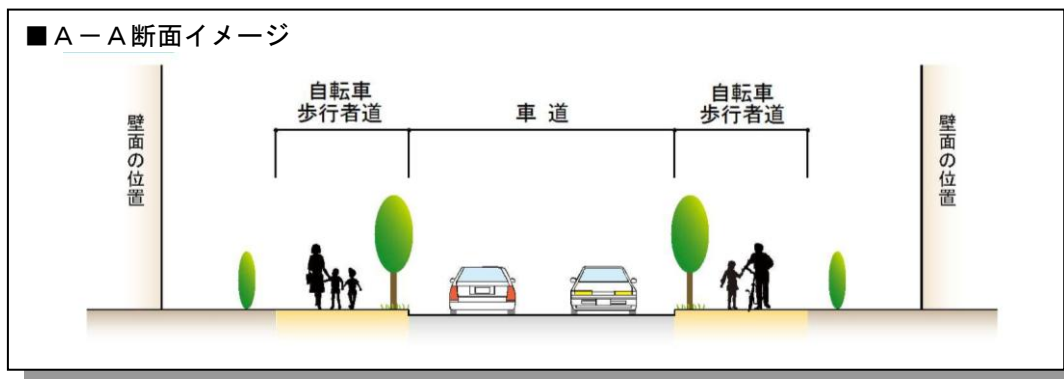 ■A－A断面イメージ
自転車
歩行者道
車 道
自転車
歩行者道
壁面の位置
壁面の位置